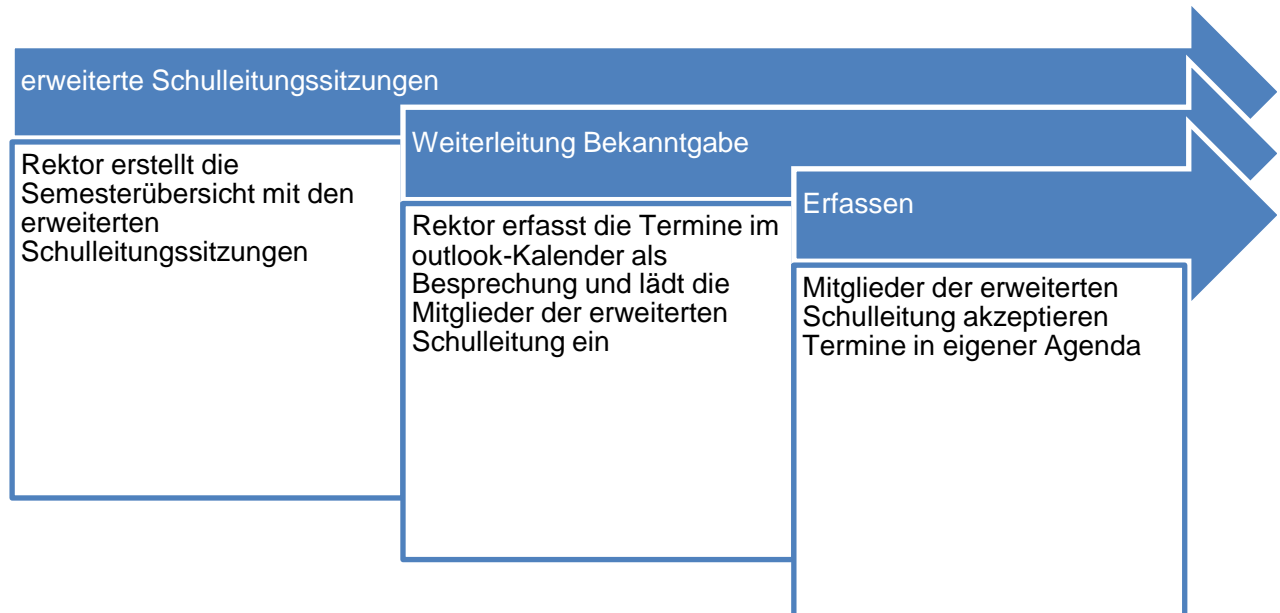 erweiterte Schulleitungssitzungen
Rektor erstellt die
Semesterübersicht mit den
erweiterten
Schulleitungssitzungen
Weiterleitung Bekanntgabe
Rektor erfasst die Termine im
outlook-Kalender als
Besprechung und lädt die
Mitglieder der erweiterten
Schulleitung ein
Erfassen
Mitglieder der erweiterten
Schulleitung akzeptieren
Termine in eigener Agenda